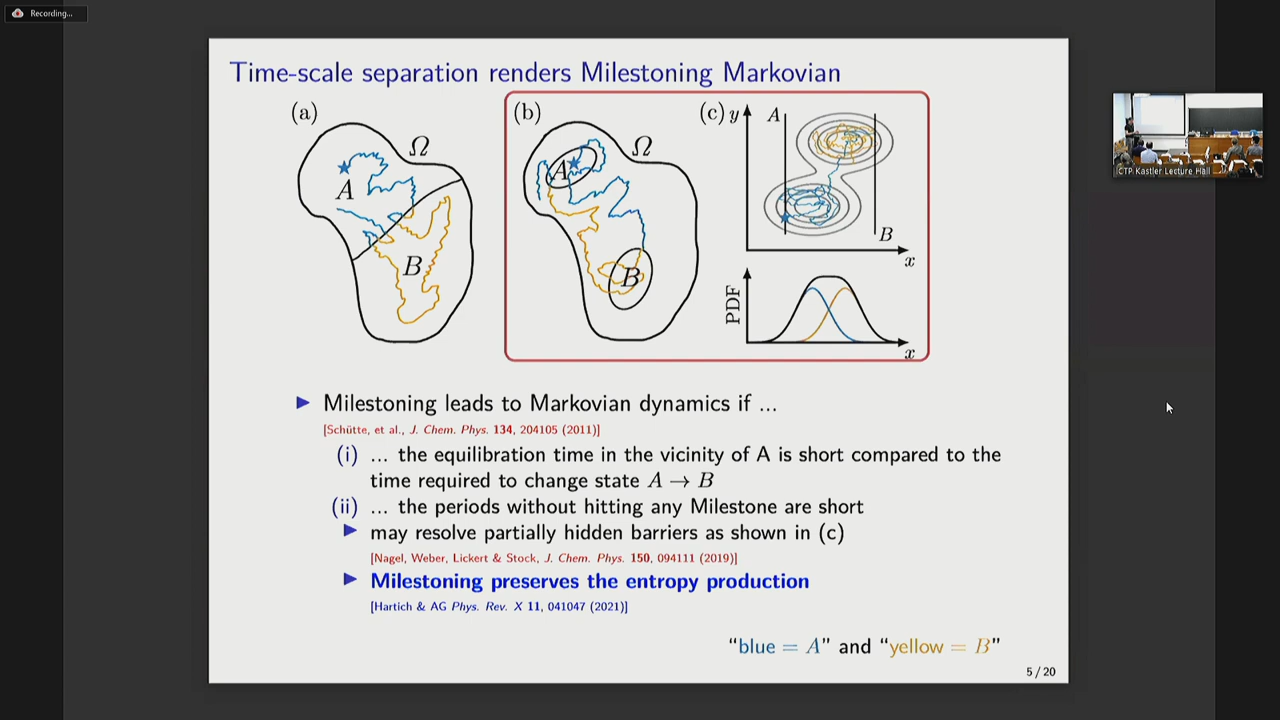 Recording...
Time-scale separation renders Milestoning Markovian
(a)
(b)
(c)
Ω
A
B
Ω
A
B
y
A
B
x
PDF
x
Milestoning leads to Markovian dynamics if ...
[Schütte, et al., J. Chem. Phys. 134, 204105 (2011)]
(i) ... the equilibration time in the vicinity of A is short compared to the
time required to change state A → B
(ii) ... the periods without hitting any Milestone are short
may resolve partially hidden barriers as shown in (c)
[Nagel, Weber, Lickert & Stock, J. Chem. Phys. 150, 094111 (2019)]
Milestoning preserves the entropy production
[Hartich & AG Phys. Rev. X 11, 041047 (2021)]
“blue = A” and “yellow = B”
5 / 20
ICTP Kastler Lecture Hall